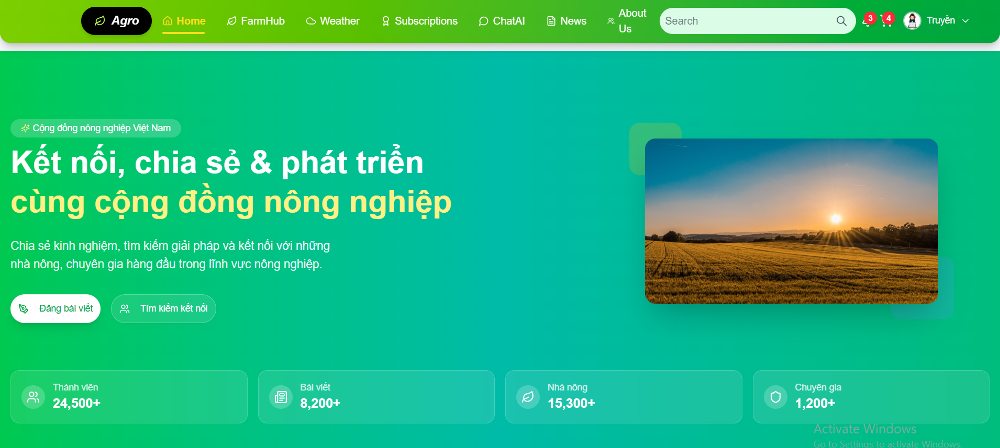 Agro
Home
FarmHub
Weather
Subscriptions
ChatAI
News
About
Us
Search
3
4
Truyền
Cộng đồng nông nghiệp Việt Nam
Kết nối, chia sẻ & phát triển
cùng cộng đồng nông nghiệp
Chia sẻ kinh nghiệm, tìm kiếm giải pháp và kết nối với những
nhà nông, chuyên gia hàng đầu trong lĩnh vực nông nghiệp.
Đăng bài viết
Tìm kiếm kết nối
Thành viên
24,500+
Bài viết
8,200+
Nhà nông
15,300+
Chuyên gia
1,200+
Activate Windows
Go to Settings to activate Windows.